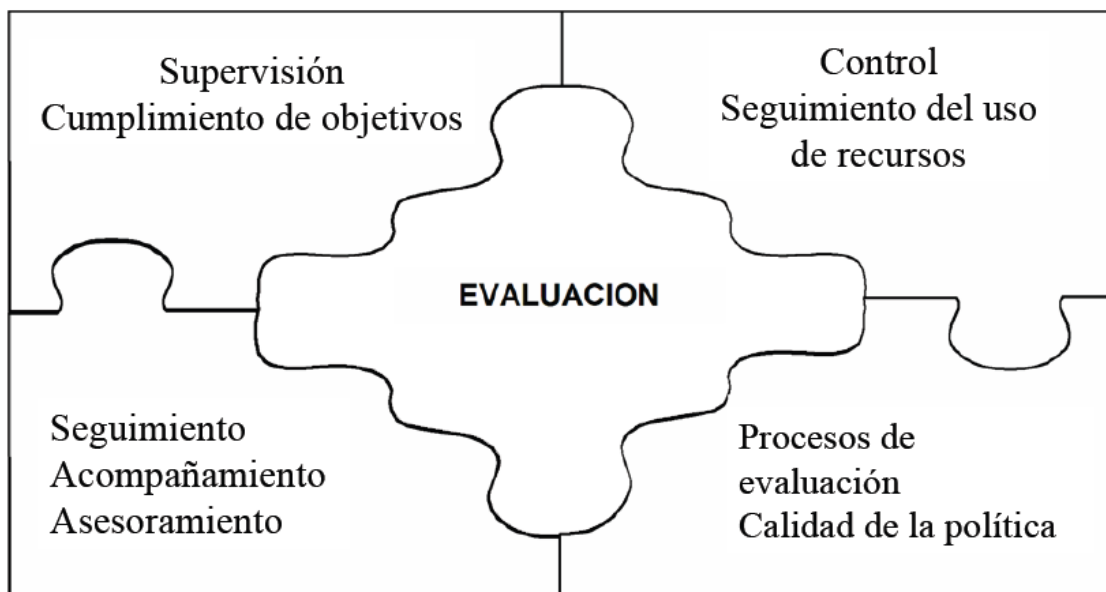 Supervisión
Cumplimiento de objetivos
Control
Seguimiento del uso
de recursos
EVALUACION
Seguimiento
Acompañamiento
Asesoramiento
Procesos de
evaluación
Calidad de la política